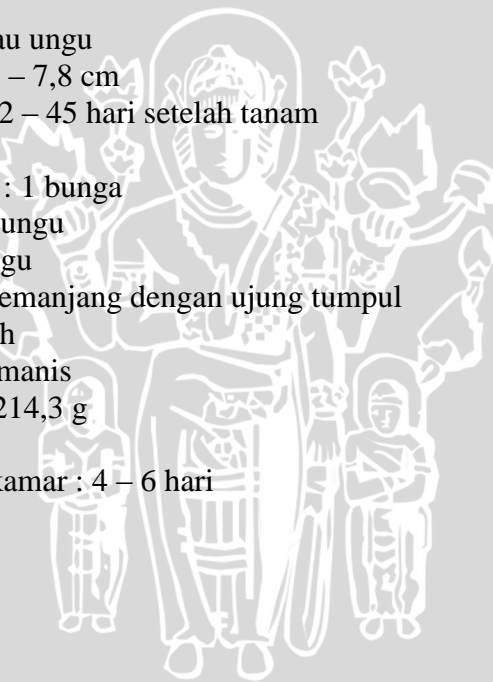 au ungu
– 7,8 cm
2 – 45 hari setelah tanam
: 1 bunga
ungu
gu
emanjang dengan ujung tumpul
h
manis
214,3 g
kamar : 4 – 6 hari